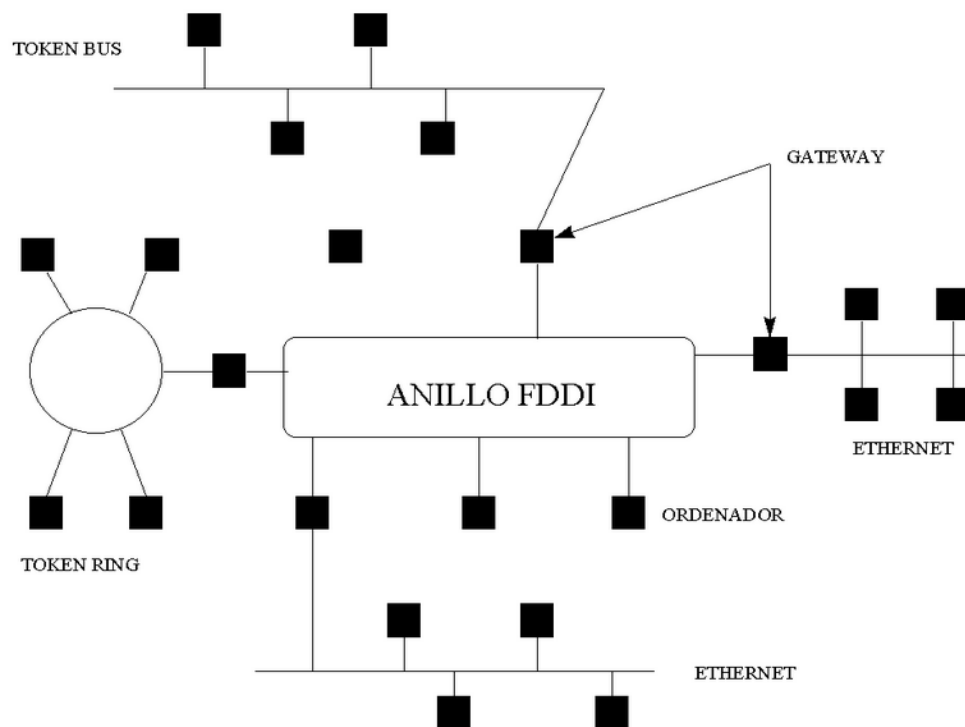 TOKEN BUS
GATEWAY
ANILLO FDDI
ETHERNET
ORDENADOR
TOKEN RING
ETHERNET